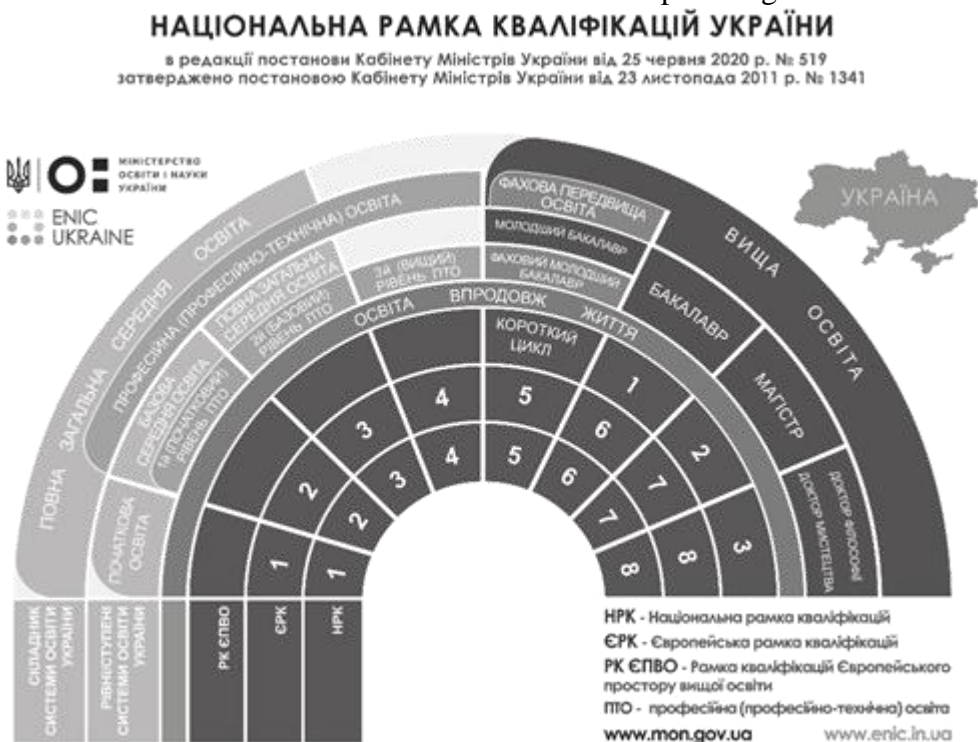 НАЦІОНАЛЬНА РАМКА КВАЛІФІКАЦІЙ УКРАЇНИ
в редакції постанови Кабінету Міністрів України від 25 червня 2020 р. № 519
затверджено постановою Кабінету Міністрів України від 23 листопада 2011 р. № 1341
МІНІСТЕРСТВО
ОСВІТИ І НАУКИ
УКРАЇНИ
ENIC
UKRAINE
УКРАЇНА
ПОВНА ЗАГАЛЬНА СЕРЕДНЯ ОСВІТА
ВИЩА ОСВІТА
ПРОФЕСІЙНА (ПРОФЕСІЙНО-ТЕХНІЧНА) ОСВІТА
ФАХОВА ПЕРЕДВИЩА
ОСВІТА
ПОЧАТКОВА
ОСВІТА
БАЗОВА
СЕРЕДНЯ ОСВІТА
1й (ПОЧАТКОВИЙ)
РІВЕНЬ ПТО
ПОВНА ЗАГАЛЬНА
СЕРЕДНЯ ОСВІТА
2й (БАЗОВИЙ)
РІВЕНЬ ПТО
3й (ВИЩИЙ)
РІВЕНЬ ПТО
МОЛОДШИЙ БАКАЛАВР
ФАХОВИЙ МОЛОДШИЙ
БАКАЛАВР
БАКАЛАВР
МАГІСТР
ДОКТОР ФІЛОСОФІЇ
ДОКТОР МИСТЕЦТВА
ОСВІТА ВПРОДОВЖ ЖИТТЯ
КОРОТКИЙ
ЦИКЛ
1
2
3
1
2
3
4
5
6
7
8
1
2
3
4
5
6
7
8
СКЛАДНИК
СИСТЕМИ ОСВІТИ
УКРАЇНИ
РІВНІ/СТУПЕНІ
СИСТЕМИ ОСВІТИ
УКРАЇНИ
РК ЄПВО
ЄРК
НРК
НРК - Національна рамка кваліфікацій
ЄРК - Європейська рамка кваліфікацій
РК ЄПВО - Рамка кваліфікацій Європейського
простору вищої освіти
ПТО - професійна (професійно-технічна) освіта
www.mon.gov.ua www.enic.in.ua